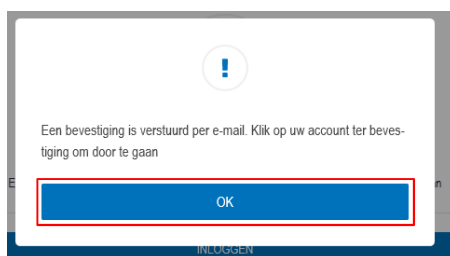 !
Een bevestiging is verstuurd per e-mail. Klik op uw account ter beves-
tiging om door te gaan
E
n
OK
INLOGGEN